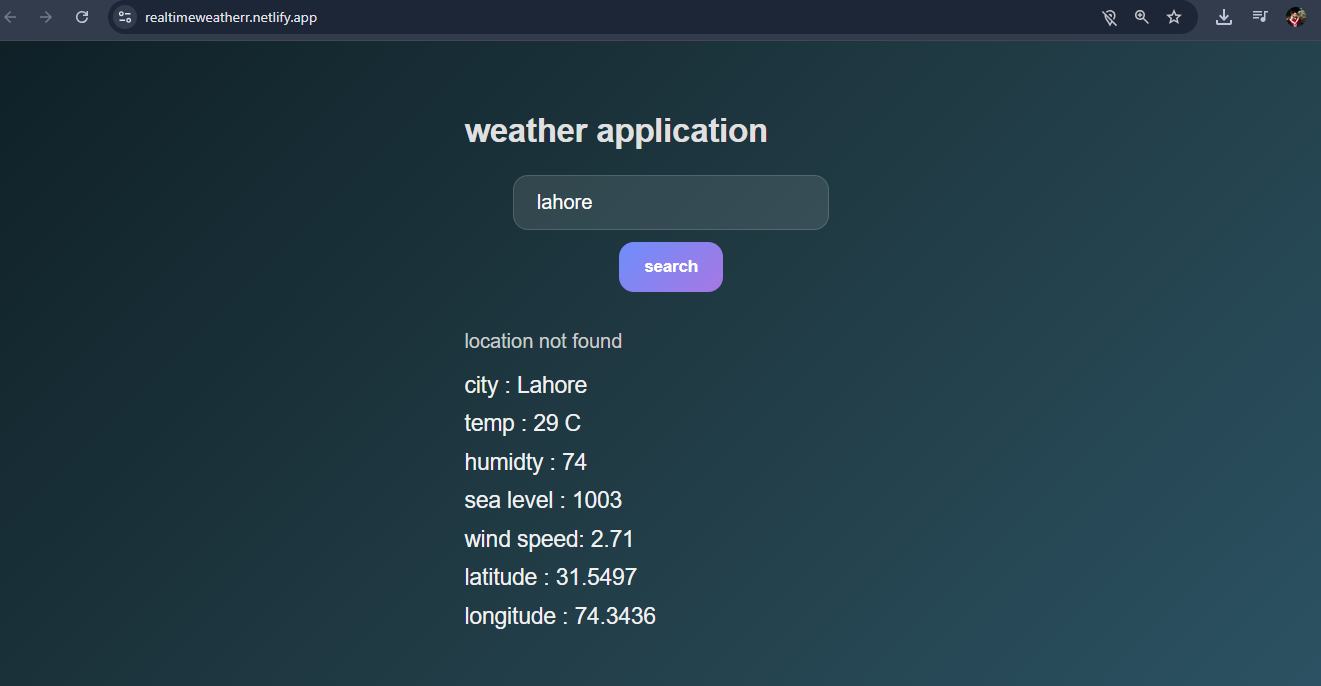 realtimeweatherr.netlify.app
weather application
lahore
search
location not found
city : Lahore
temp : 29 C
humidty : 74
sea level : 1003
wind speed: 2.71
latitude : 31.5497
longitude : 74.3436